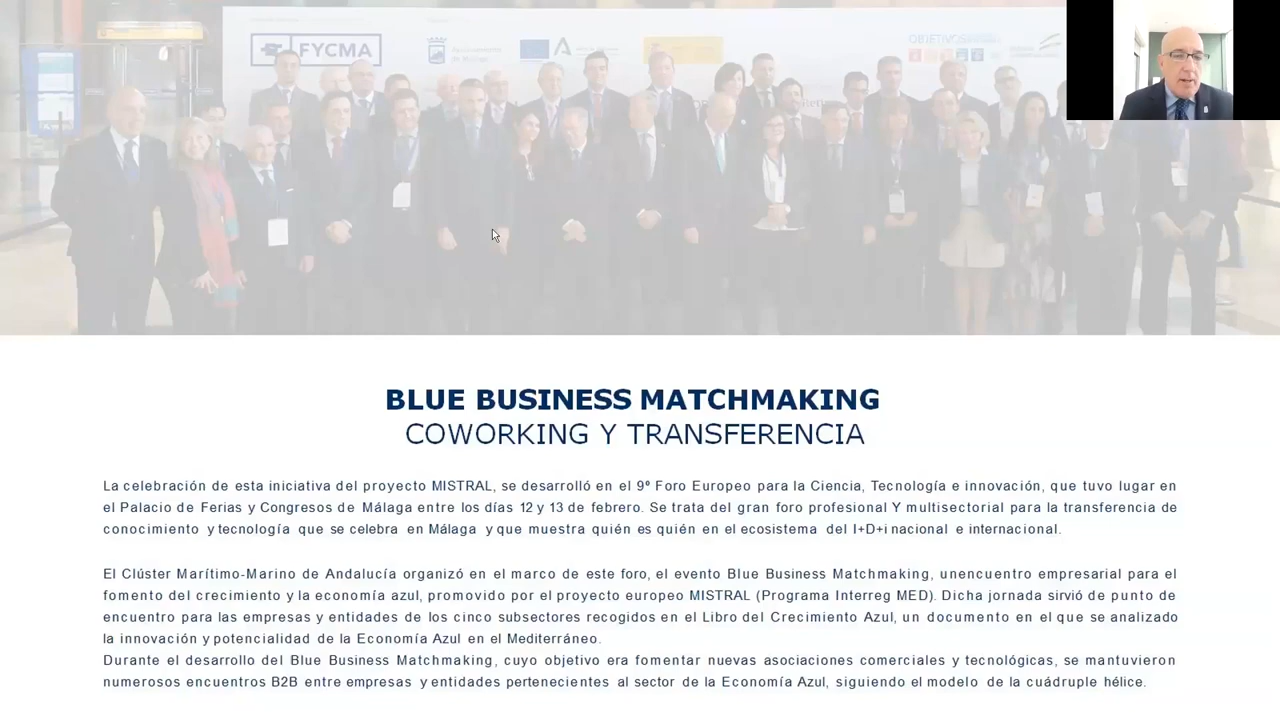 FYCMA
Ayuntamiento
de Málaga
OBJETIVOS
BLUE BUSINESS MATCHMAKING
COWORKING Y TRANSFERENCIA
La celebración de esta iniciativa del proyecto MISTRAL, se desarrolló en el 9º Foro Europeo para la Ciencia, Tecnología e innovación, que tuvo lugar en
el Palacio de Ferias y Congresos de Málaga entre los días 12 y 13 de febrero. Se trata del gran foro profesional Y multisectorial para la transferencia de
conocimiento y tecnología que se celebra en Málaga y que muestra quién es quién en el ecosistema del I+D+i nacional e internacional.
El Clúster Marítimo-Marino de Andalucía organizó en el marco de este foro, el evento Blue Business Matchmaking, unencuentro empresarial para el
fomento del crecimiento y la economía azul, promovido por el proyecto europeo MISTRAL (Programa Interreg MED). Dicha jornada sirvió de punto de
encuentro para las empresas y entidades de los cinco subsectores recogidos en el Libro del Crecimiento Azul, un documento en el que se analizado
la innovación y potencialidad de la Economía Azul en el Mediterráneo.
Durante el desarrollo del Blue Business Matchmaking, cuyo objetivo era fomentar nuevas asociaciones comerciales y tecnológicas, se mantuvieron
numerosos encuentros B2B entre empresas y entidades pertenecientes al sector de la Economía Azul, siguiendo el modelo de la cuádruple hélice.